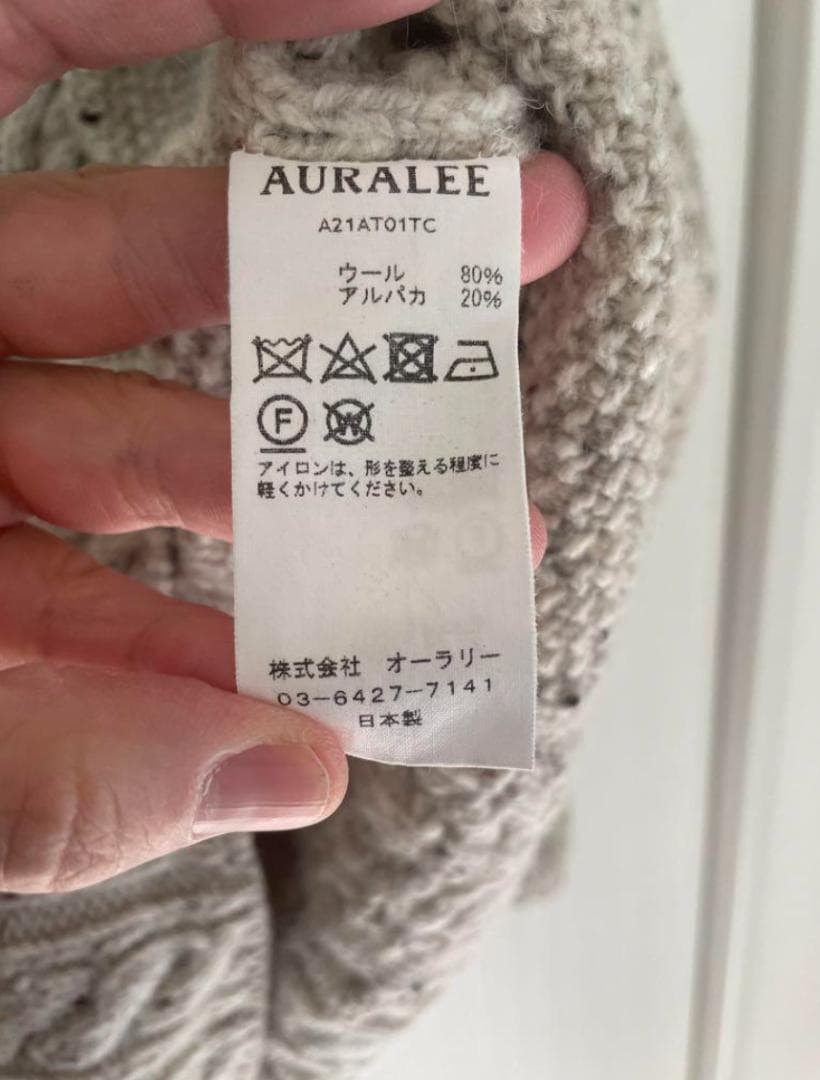 AURALEE
A21AT01TC
ウール 80%
アルパカ 20%
F W
アイロンは、形を整える程度に
軽くかけてください。
株式会社 オーラリー
03-6427-7141
日本製